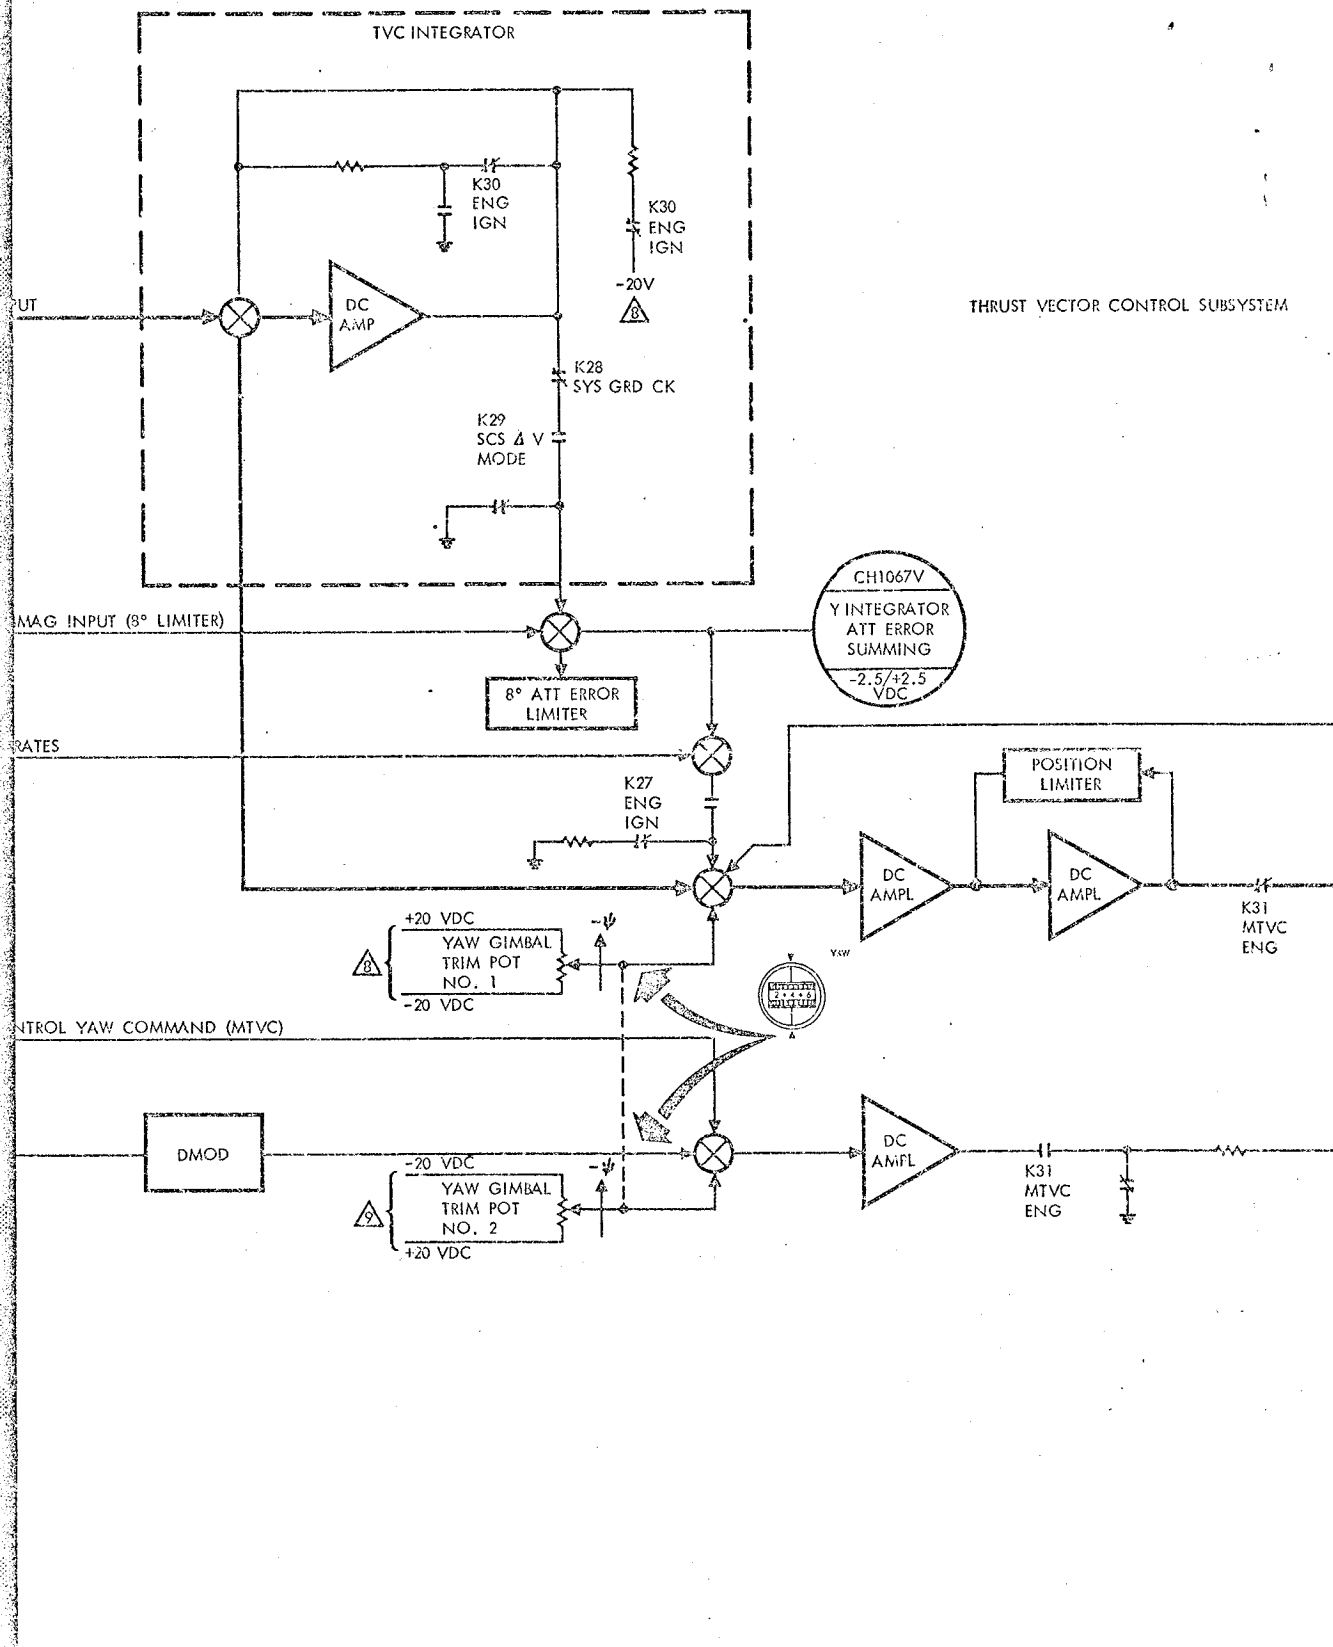 TVC INTEGRATOR
K30
ENG
IGN
K30
ENG
IGN
-20V
8
UT
DC
AMP
THRUST VECTOR CONTROL SUBSYSTEM
K28
SYS GRD CK
K29
SCS Δ V
MODE
CH1067V
Y INTEGRATOR
ATT ERROR
SUMMING
-2.5/+2.5
VDC
MAG INPUT (8° LIMITER)
8° ATT ERROR
LIMITER
RATES
POSITION
LIMITER
K27
ENG
IGN
DC
AMPL
DC
AMPL
K31
MTVC
ENG
+20 VDC
8
YAW GIMBAL
TRIM POT
NO. 1
-20 VDC
-ψ
YAW
2 + 4 + 6
NTROL YAW COMMAND (MTVC)
DMOD
DC
AMPL
K31
MTVC
ENG
-20 VDC
9
YAW GIMBAL
TRIM POT
NO. 2
+20 VDC
-ψ